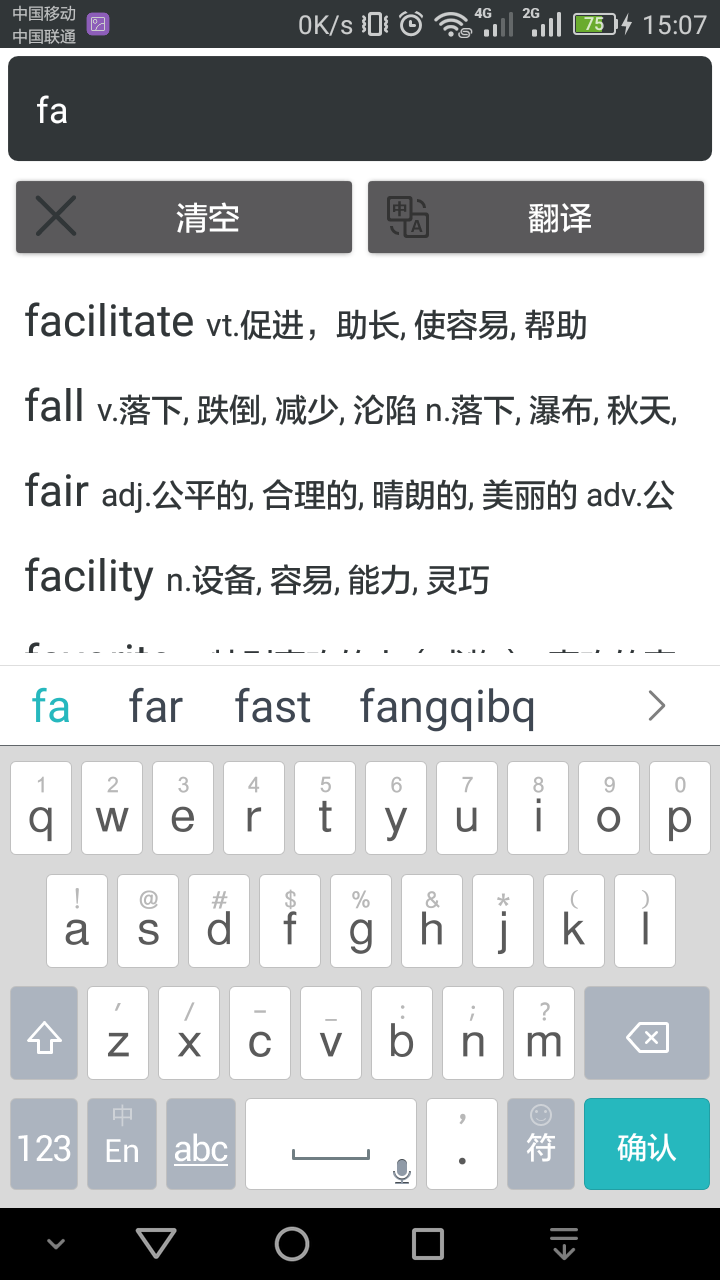 中国移动
中国联通
0K/s 4G 2G 75 15:07
fa
清空 翻译
facilitate vt.促进，助长, 使容易, 帮助
fall v.落下, 跌倒, 减少, 沦陷 n.落下, 瀑布, 秋天,
fair adj.公平的, 合理的, 晴朗的, 美丽的 adv.公
facility n.设备, 容易, 能力, 灵巧
fa far fast fangqibq
1 2 3 4 5 6 7 8 9 0
q w e r t y u i o p
! @ # $ % & * ( )
a s d f g h j k l
′ / – _ : ; ?
z x c v b n m
中 ,
123 En abc . 符 确认